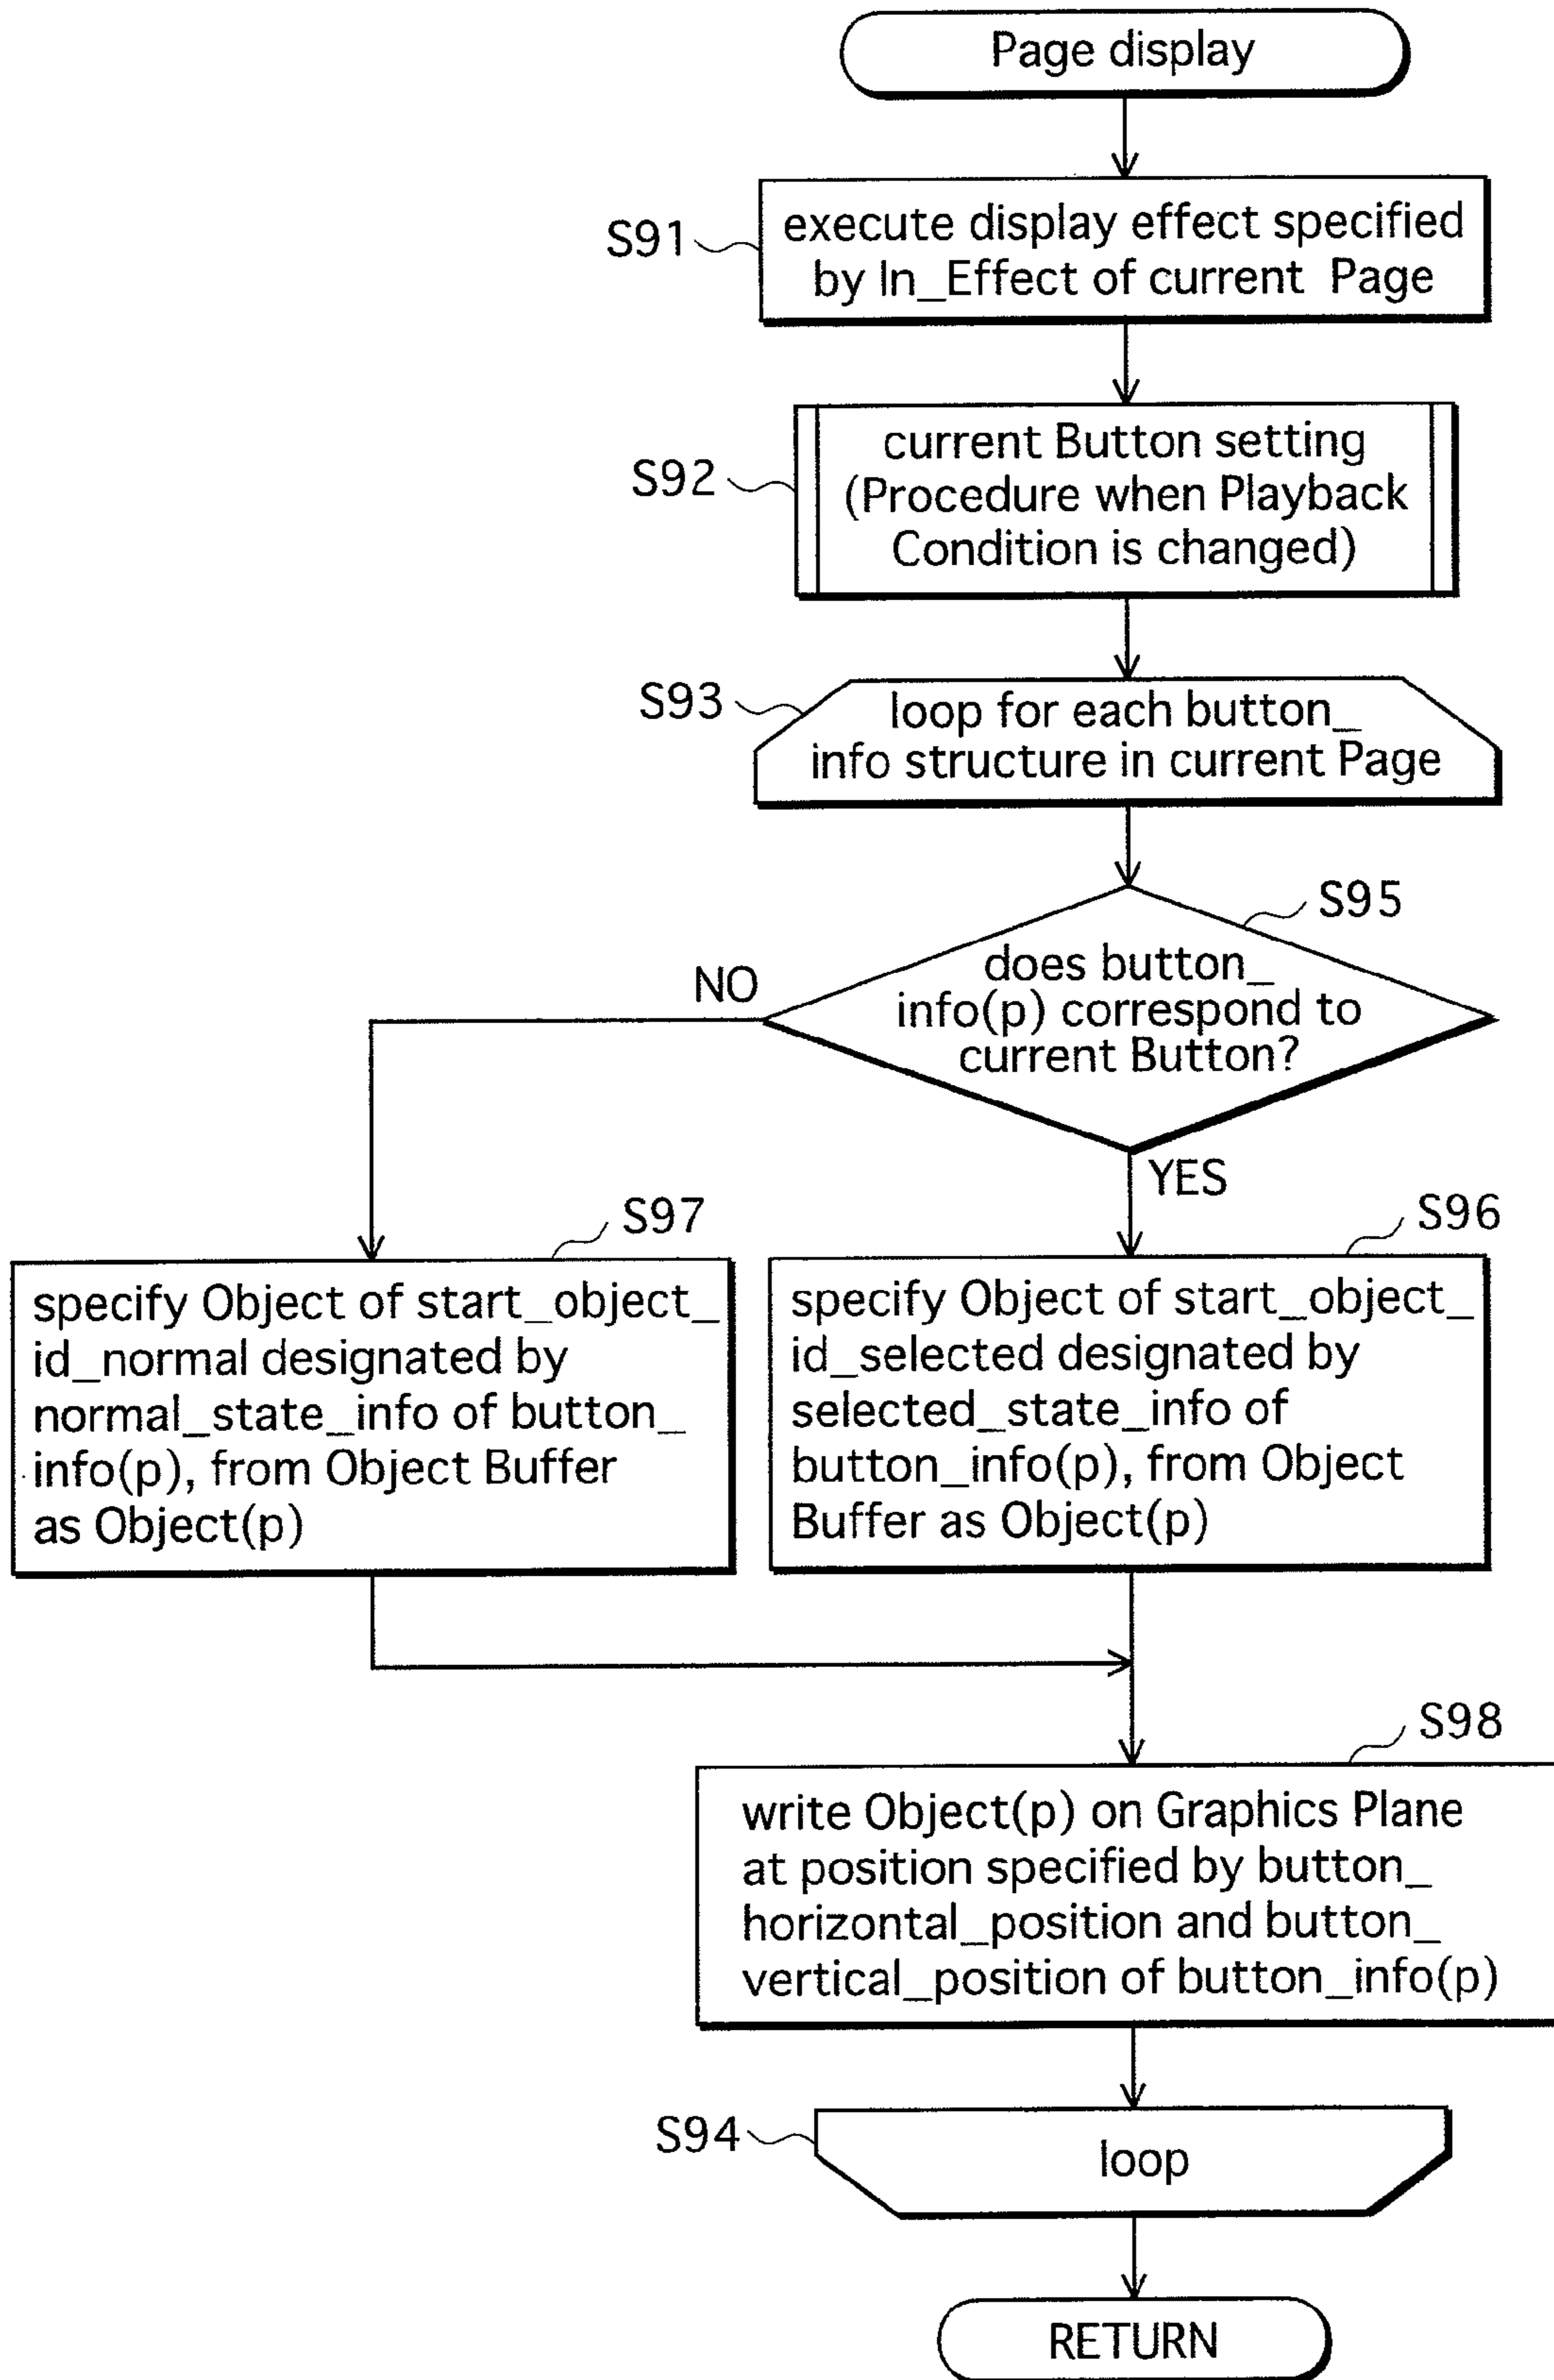 Page display
S91
execute display effect specified
by In_Effect of current Page
S92
current Button setting
(Procedure when Playback
Condition is changed)
S93
loop for each button_
info structure in current Page
S95
does button_
info(p) correspond to
current Button?
NO
YES
S97
specify Object of start_object_
id_normal designated by
normal_state_info of button_
info(p), from Object Buffer
as Object(p)
S96
specify Object of start_object_
id_selected designated by
selected_state_info of
button_info(p), from Object
Buffer as Object(p)
S98
write Object(p) on Graphics Plane
at position specified by button_
horizontal_position and button_
vertical_position of button_info(p)
S94
loop
RETURN